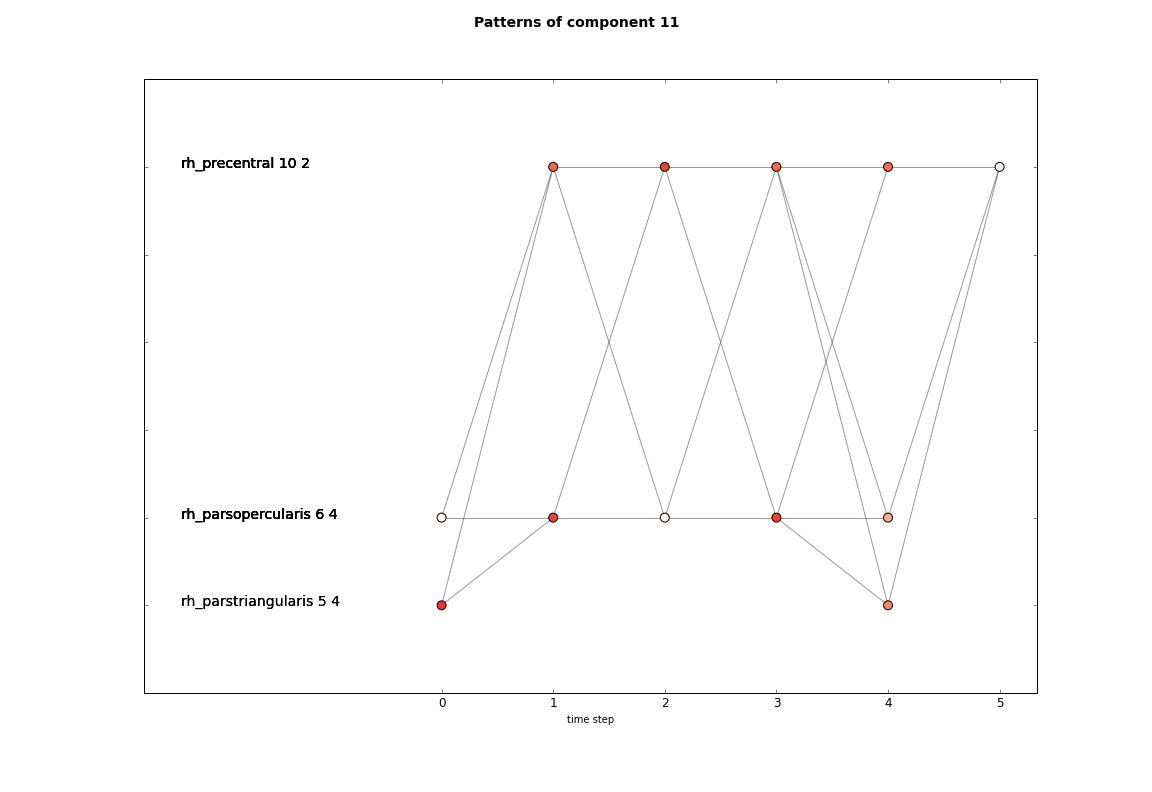 Patterns of component 11
rh_precentral 10 2
rh_parsopercularis 6 4
rh_parstriangularis 5 4
0 1 2 3 4 5
time step